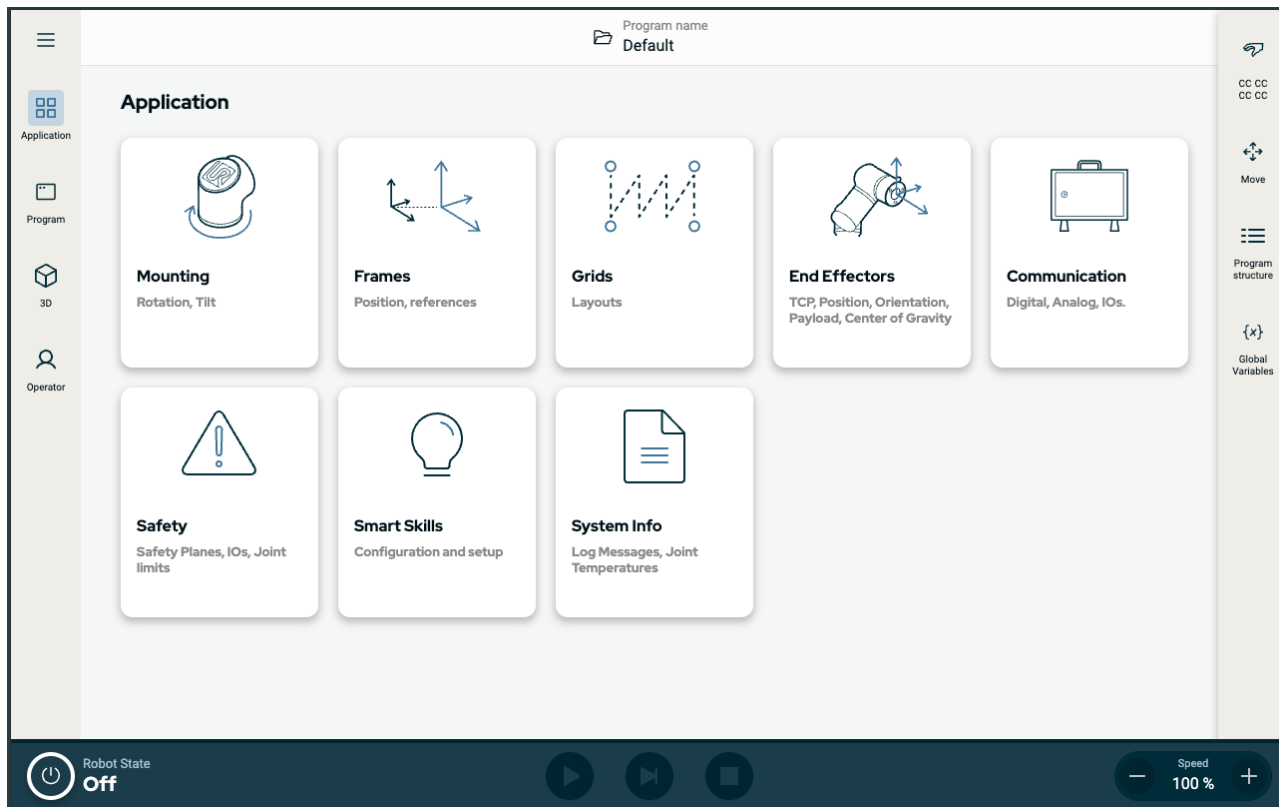 Program name
Default
Application
Program
3D
Operator
Application
Mounting
Rotation, Tilt
Frames
Position, references
Grids
Layouts
End Effectors
TCP, Position, Orientation,
Payload, Center of Gravity
Communication
Digital, Analog, IOs.
Safety
Safety Planes, IOs, Joint
limits
Smart Skills
Configuration and setup
System Info
Log Messages, Joint
Temperatures
CC CC
CC CC
Move
Program
structure
{x}
Global
Variables
Robot State
Off
Speed
100 %
UR